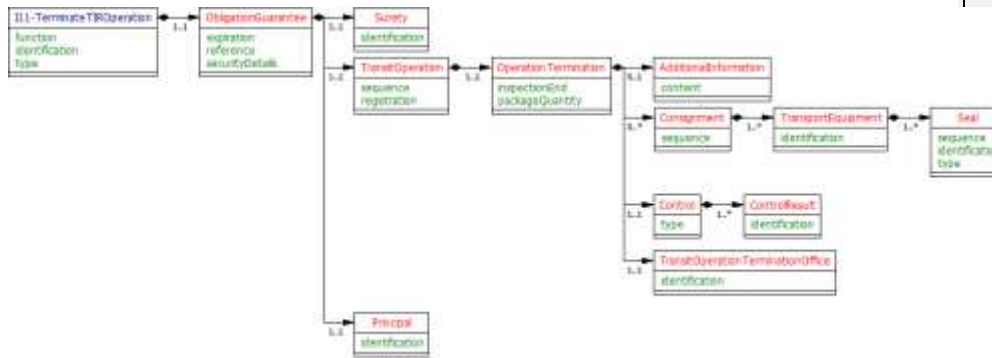 I11-TerminateTIROperation
function
identification
type
1..1
ObligationGuarantee
expiration
reference
securityDetails
1..1
Surety
identification
1..1
TransitOperation
sequence
registration
1..1
OperationTermination
inspectionEnd
packageQuantity
0..1
AdditionalInformation
content
0..*
Consignment
sequence
1..*
TransportEquipment
identification
1..*
Seal
sequence
identificatio
type
1..1
Control
type
1..*
ControlResult
identification
1..1
TransitOperationTerminationOffice
identification
1..1
Principal
identification